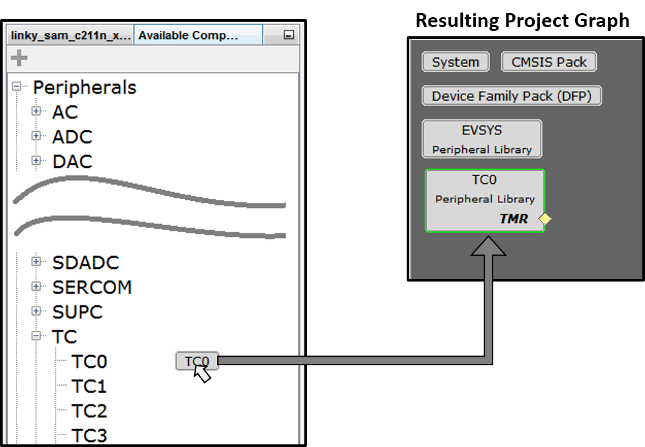 linky_sam_c211n_x...
Available Comp...
Peripherals
AC
ADC
DAC
SDADC
SERCOM
SUPC
TC
TC0
TC1
TC2
TC3
TC0
Resulting Project Graph
System
CMSIS Pack
Device Family Pack (DFP)
EVSYS
Peripheral Library
TC0
Peripheral Library
TMR